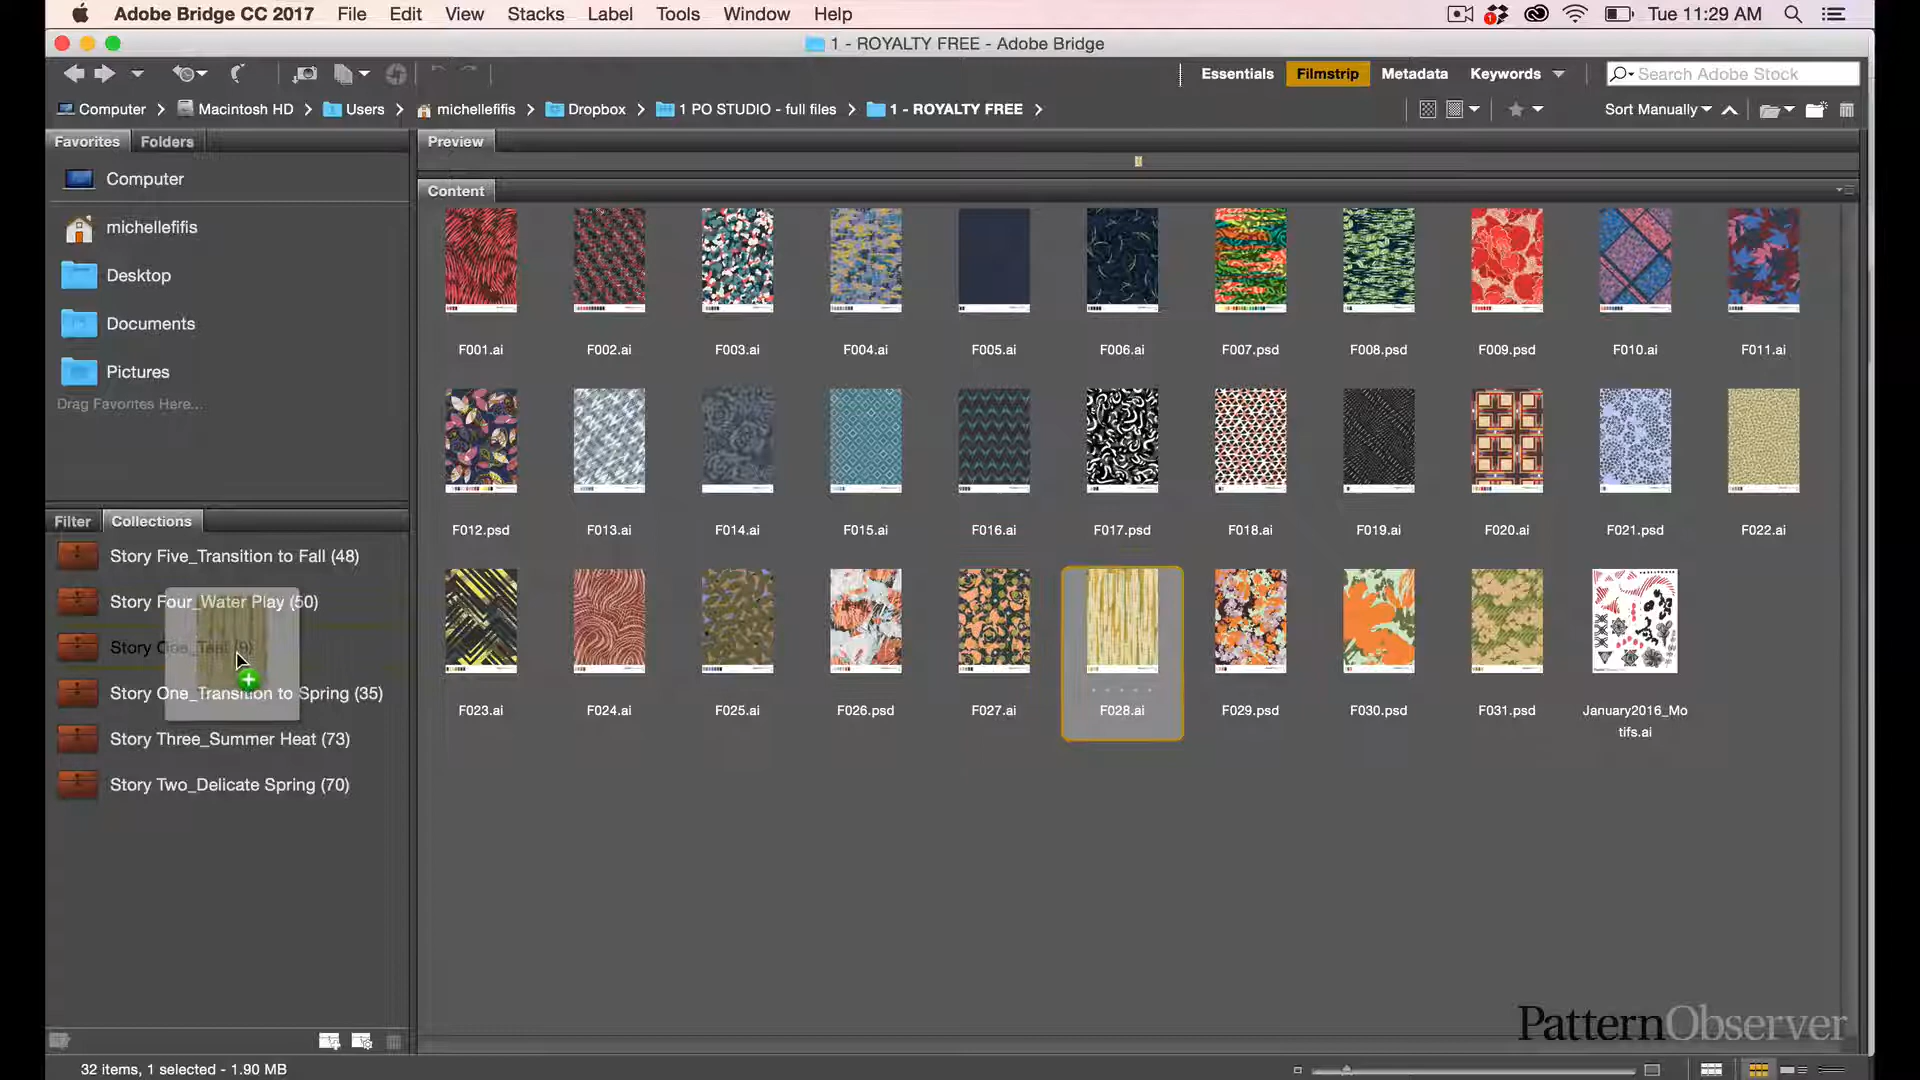 Adobe Bridge CC 2017 File Edit View Stacks Label Tools Window Help
1 Tue 11:29 AM
1 - ROYALTY FREE - Adobe Bridge
Essentials Filmstrip Metadata Keywords Search Adobe Stock
Computer Macintosh HD Users michellefifis Dropbox 1 PO STUDIO - full files 1 - ROYALTY FREE Sort Manually
Favorites Folders
Preview
Computer
michellefifis
Desktop
Documents
Pictures
Drag Favorites Here...
Content
F001.ai F002.ai F003.ai F004.ai F005.ai F006.ai F007.psd F008.psd F009.psd F010.ai F011.ai
F012.psd F013.ai F014.ai F015.ai F016.ai F017.psd F018.ai F019.ai F020.ai F021.psd F022.ai
F023.ai F024.ai F025.ai F026.psd F027.ai F028.ai F029.psd F030.psd F031.psd January2016_Mo
tifs.ai
Filter Collections
Story Five_Transition to Fall (48)
Story Four_Water Play (50)
Story One_Test (9)
Story One_Transition to Spring (35)
Story Three_Summer Heat (73)
Story Two_Delicate Spring (70)
PatternObserver
32 items, 1 selected - 1.90 MB